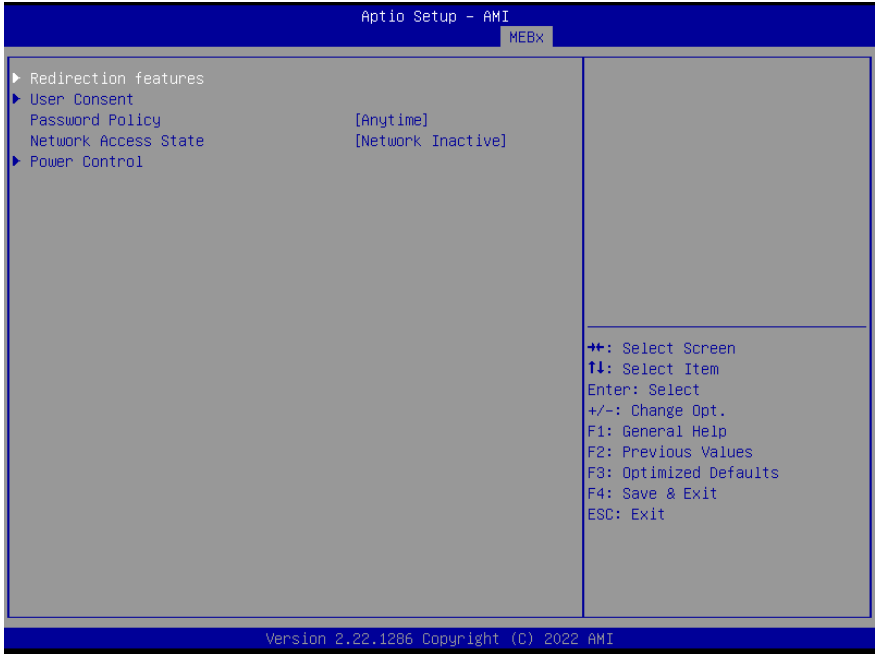 Aptio Setup – AMI
MEBx
Redirection features
User Consent
Password Policy [Anytime]
Network Access State [Network Inactive]
Power Control
→←: Select Screen
↑↓: Select Item
Enter: Select
+/-: Change Opt.
F1: General Help
F2: Previous Values
F3: Optimized Defaults
F4: Save & Exit
ESC: Exit
Version 2.22.1286 Copyright (C) 2022 AMI